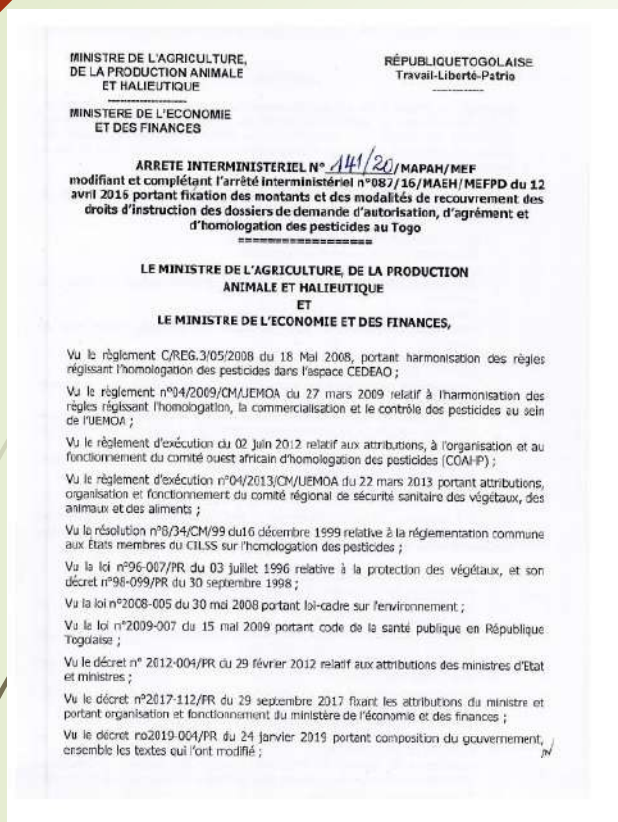 MINISTRE DE L'AGRICULTURE,
DE LA PRODUCTION ANIMALE
ET HALIEUTIQUE
--------------------
MINISTERE DE L'ECONOMIE
ET DES FINANCES
RÉPUBLIQUETOGOLAISE
Travail-Liberté-Patrie
-------------
ARRETE INTERMINISTERIEL N° 141/20/MAPAH/MEF
modifiant et complétant l'arrêté interministériel n°087/16/MAEH/MEFPD du 12
avril 2016 portant fixation des montants et des modalités de recouvrement des
droits d'instruction des dossiers de demande d'autorisation, d'agrément et
d'homologation des pesticides au Togo
===================
LE MINISTRE DE L'AGRICULTURE, DE LA PRODUCTION
ANIMALE ET HALIEUTIQUE
ET
LE MINISTRE DE L'ECONOMIE ET DES FINANCES,
Vu le règlement C/REG.3/05/2008 du 18 Mai 2008, portant harmonisation des règles
régissant l'homologation des pesticides dans l'espace CEDEAO ;
Vu le règlement n°04/2009/CM/UEMOA du 27 mars 2009 relatif à l'harmonisation des
règles régissant l'homologation, la commercialisation et le contrôle des pesticides au sein
de l'UEMOA ;
Vu le règlement d'exécution du 02 juin 2012 relatif aux attributions, à l'organisation et au
fonctionnement du comité ouest africain d'homologation des pesticides (COAHP) ;
Vu le règlement d'exécution n°04/2013/CM/UEMOA du 22 mars 2013 portant attributions,
organisation et fonctionnement du comité régional de sécurité sanitaire des végétaux, des
animaux et des aliments ;
Vu la résolution n°8/34/CM/99 du16 décembre 1999 relative à la réglementation commune
aux États membres du CILSS sur l'homologation des pesticides ;
Vu la loi n°96-007/PR du 03 juillet 1996 relative à la protection des végétaux, et son
décret n°98-099/PR du 30 septembre 1998 ;
Vu la loi n°2008-005 du 30 mai 2008 portant loi-cadre sur l'environnement ;
Vu la loi n°2009-007 du 15 mai 2009 portant code de la santé publique en République
Togolaise ;
Vu le décret n° 2012-004/PR du 29 février 2012 relatif aux attributions des ministres d'Etat
et ministres ;
Vu le décret n°2017-112/PR du 29 septembre 2017 fixant les attributions du ministre et
portant organisation et fonctionnement du ministère de l'économie et des finances ;
Vu le décret no2019-004/PR du 24 janvier 2019 portant composition du gouvernement,
ensemble les textes qui l'ont modifié ;